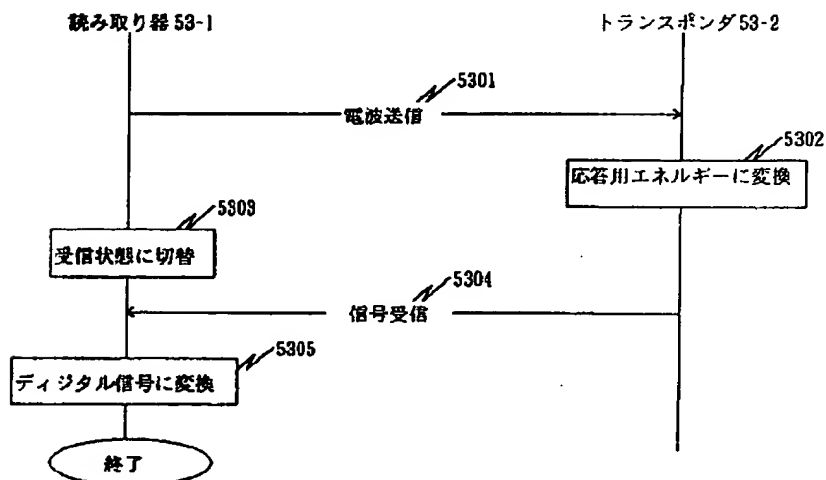 読み取り器 53-1
トランスポンダ53-2
5301
電波送信
5302
応答用エネルギーに変換
5303
受信状態に切替
5304
信号受信
5305
ディジタル信号に変換
終了